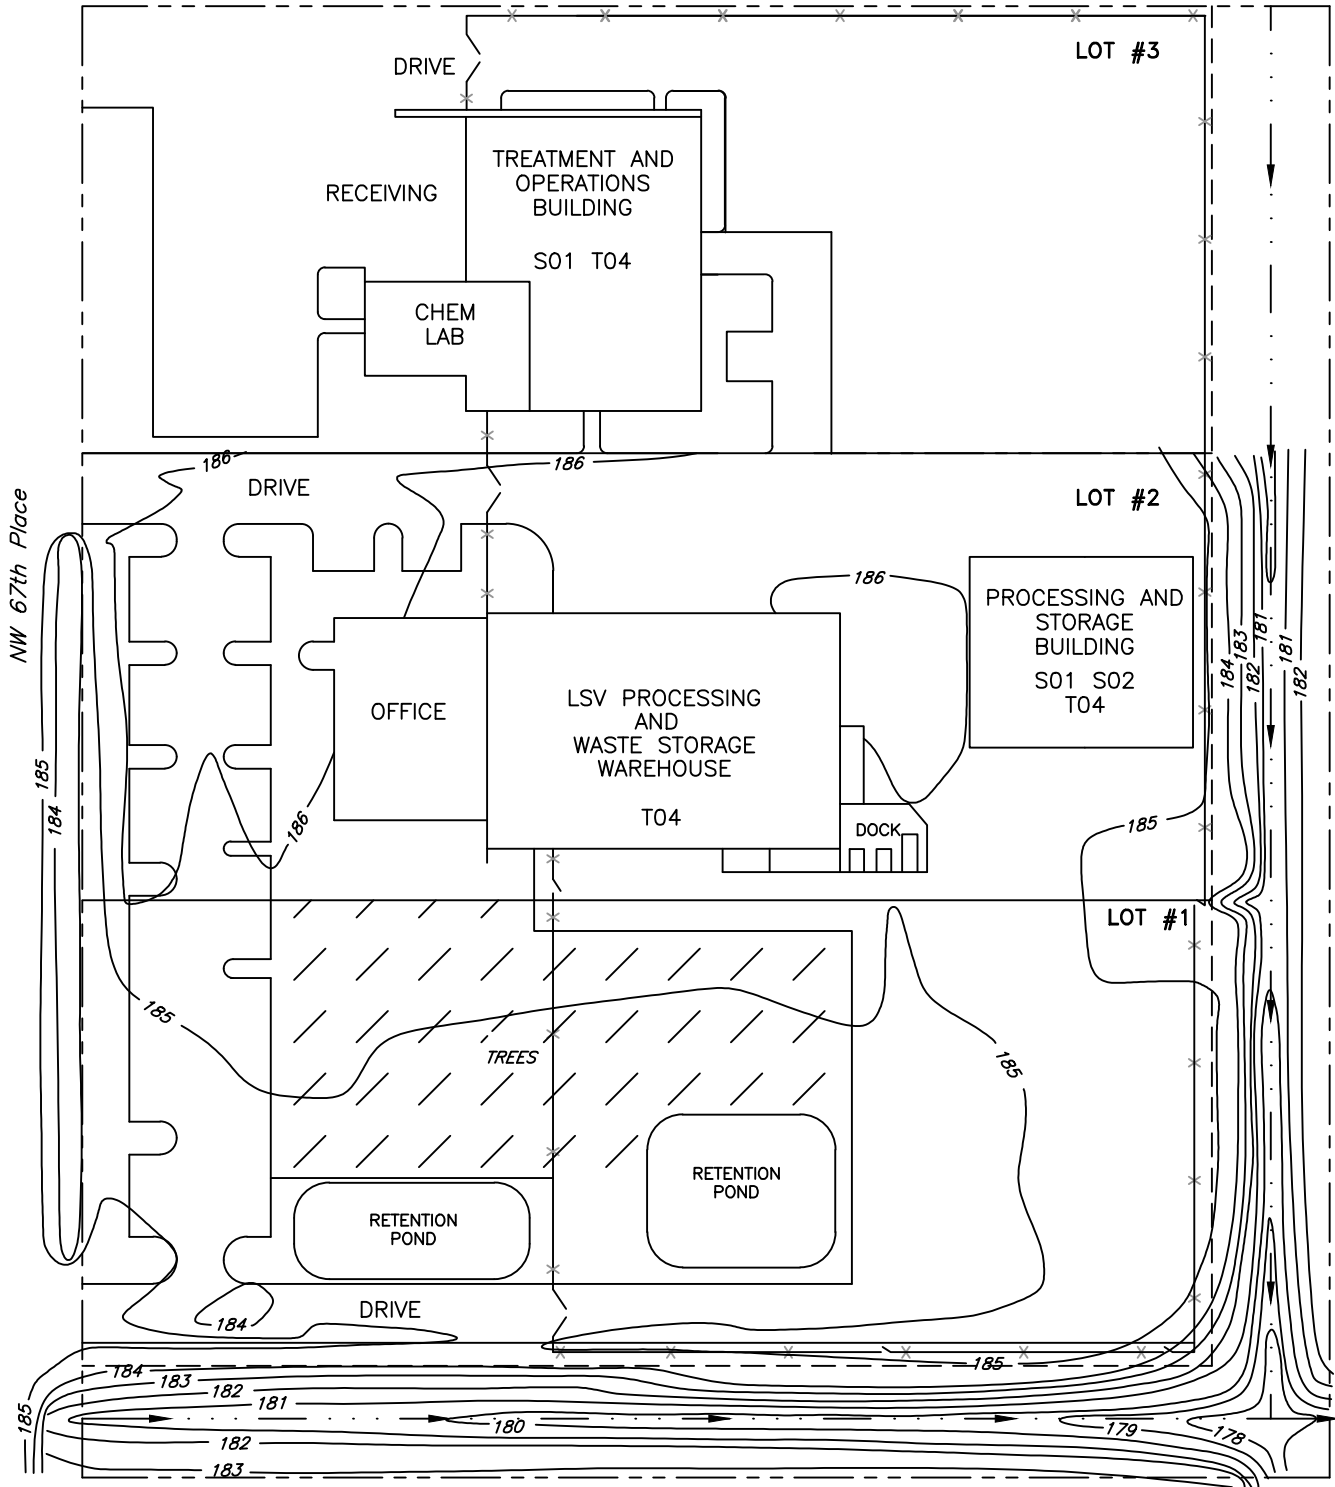 LOT #3
DRIVE
TREATMENT AND
OPERATIONS
BUILDING
S01 T04
RECEIVING
CHEM
LAB
186
186
DRIVE
LOT #2
NW 67th Place
186
PROCESSING AND
STORAGE
BUILDING
S01 S02
T04
184
183
182
181
181
182
OFFICE
LSV PROCESSING
AND
WASTE STORAGE
WAREHOUSE
T04
185
184
186
DOCK
185
LOT #1
185
TREES
185
RETENTION
POND
RETENTION
POND
DRIVE
184
185
184
183
182
181
185
180
179
178
182
183